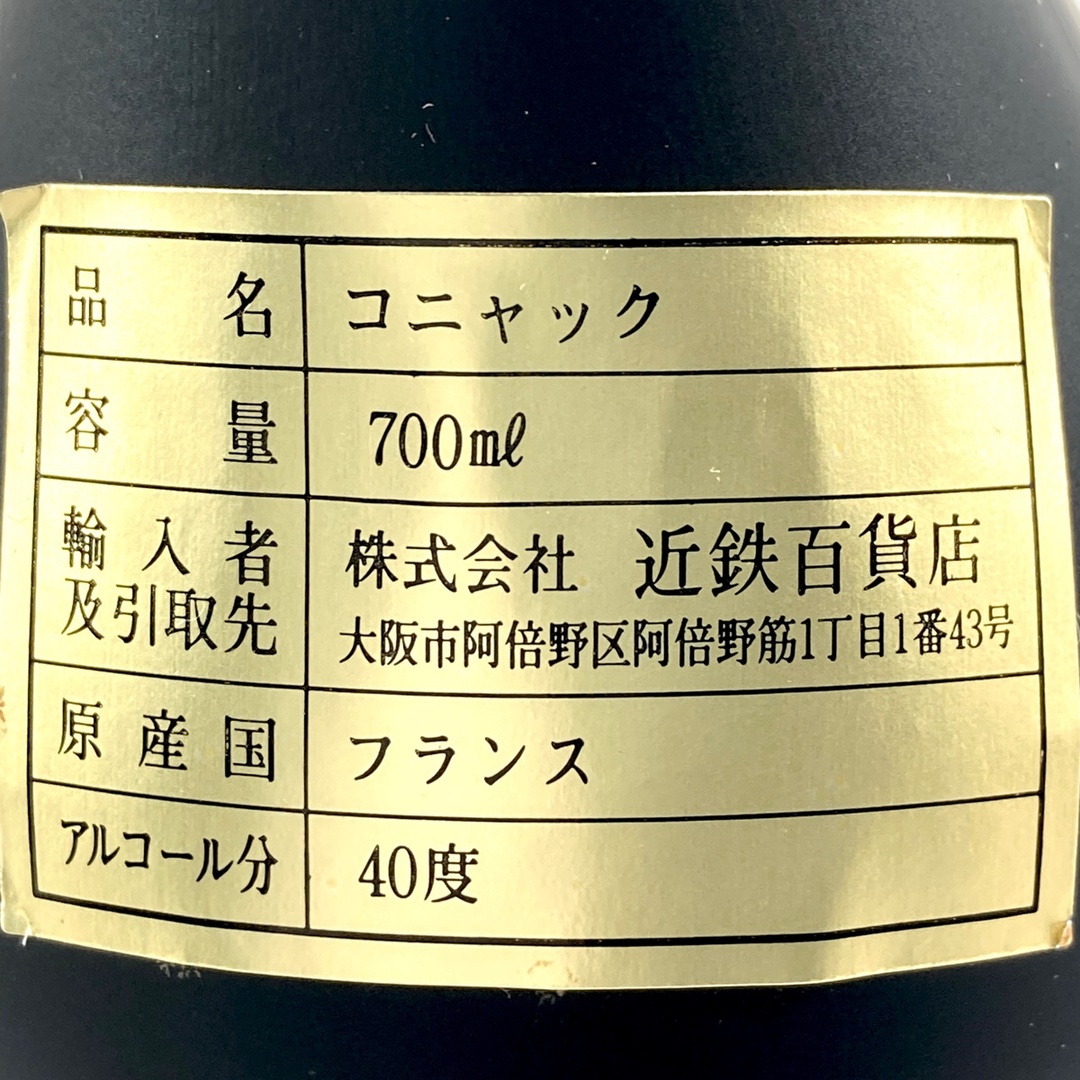 品名 コニャック
容量 700mℓ
輸入者 株式会社 近鉄百貨店
及引取先 大阪市阿倍野区阿倍野筋1丁目1番43号
原産国 フランス
アルコール分 40度